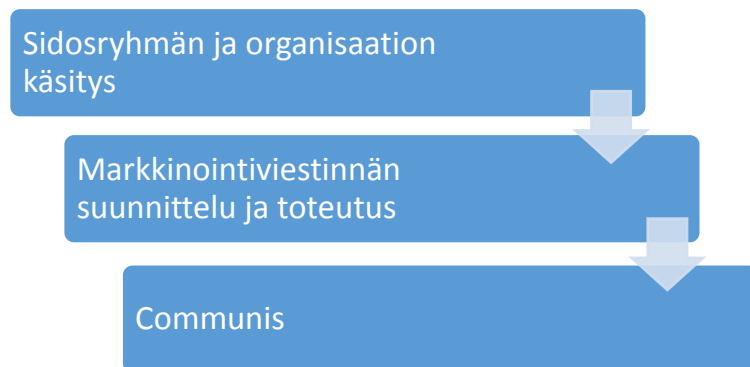 Sidosryhmän ja organisaation
käsitys
Markkinointiviestinnän
suunnittelu ja toteutus
Communis